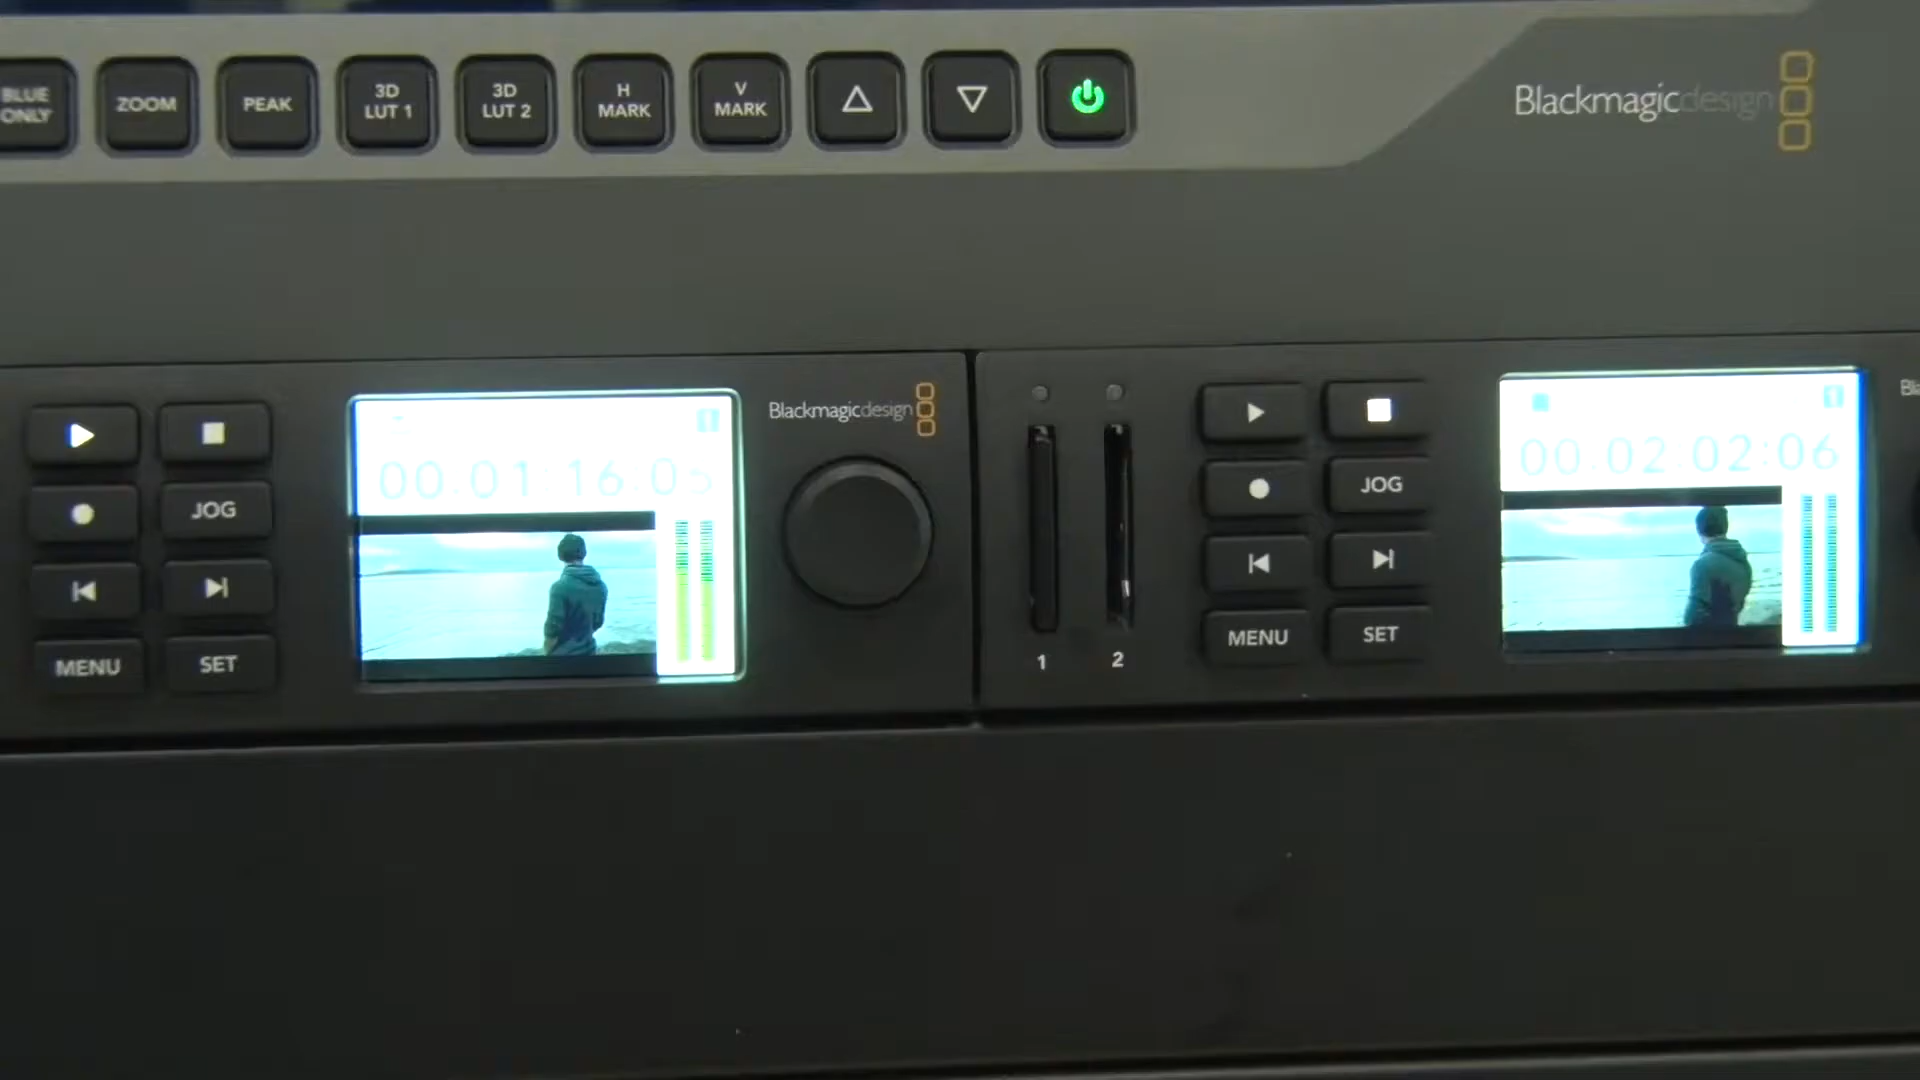 BLUE ONLY
ZOOM
PEAK
3D LUT 1
3D LUT 2
H MARK
V MARK
Blackmagicdesign
JOG
MENU
SET
00:01:16:05
Blackmagicdesign
1
2
JOG
MENU
SET
00:02:02:06
Bla